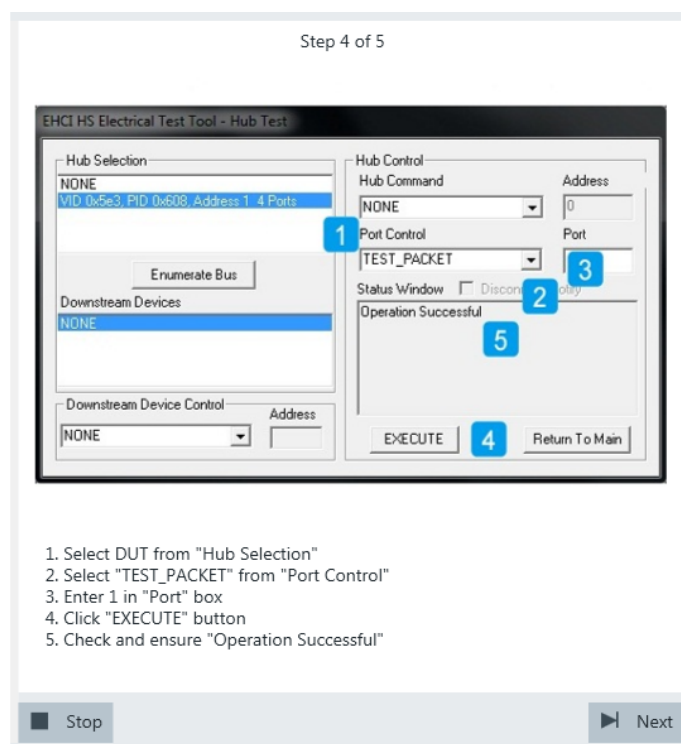 Step 4 of 5
EHCI HS Electrical Test Tool - Hub Test
Hub Selection
NONE
VID 0x5e3, PID 0x608, Address 1 4 Ports
Enumerate Bus
Downstream Devices
NONE
Downstream Device Control
Address
NONE
Hub Control
Hub Command
Address
NONE
0
1
Port Control
Port
TEST_PACKET
3
Status Window
2
Operation Successful
5
EXECUTE
4
Return To Main
1. Select DUT from "Hub Selection"
2. Select "TEST_PACKET" from "Port Control"
3. Enter 1 in "Port" box
4. Click "EXECUTE" button
5. Check and ensure "Operation Successful"
Stop
Next